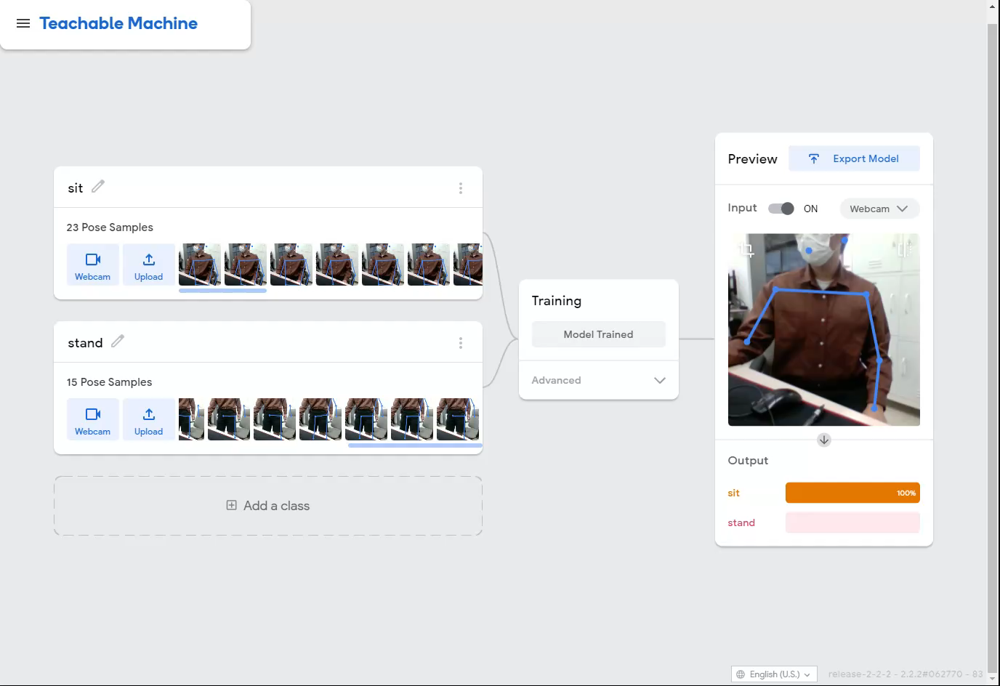 Teachable Machine
sit
23 Pose Samples
Webcam
Upload
stand
15 Pose Samples
Webcam
Upload
Add a class
Training
Model Trained
Advanced
Preview
Export Model
Input
ON
Webcam
Output
sit
100%
stand
English (U.S.)
release-2-2-2 - 2.2.2#062770 - 83